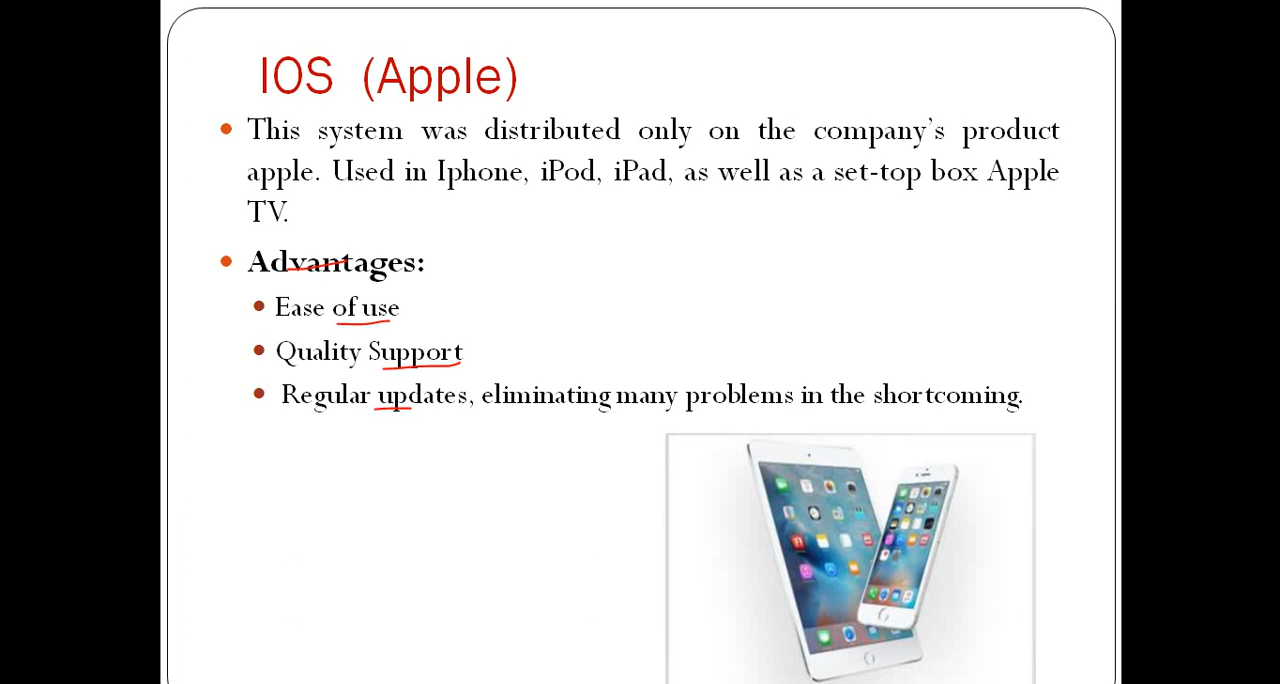 IOS (Apple)
This system was distributed only on the company's product
apple. Used in Iphone, iPod, iPad, as well as a set-top box Apple
TV.
Advantages:
Ease of use
Quality Support
Regular updates, eliminating many problems in the shortcoming.